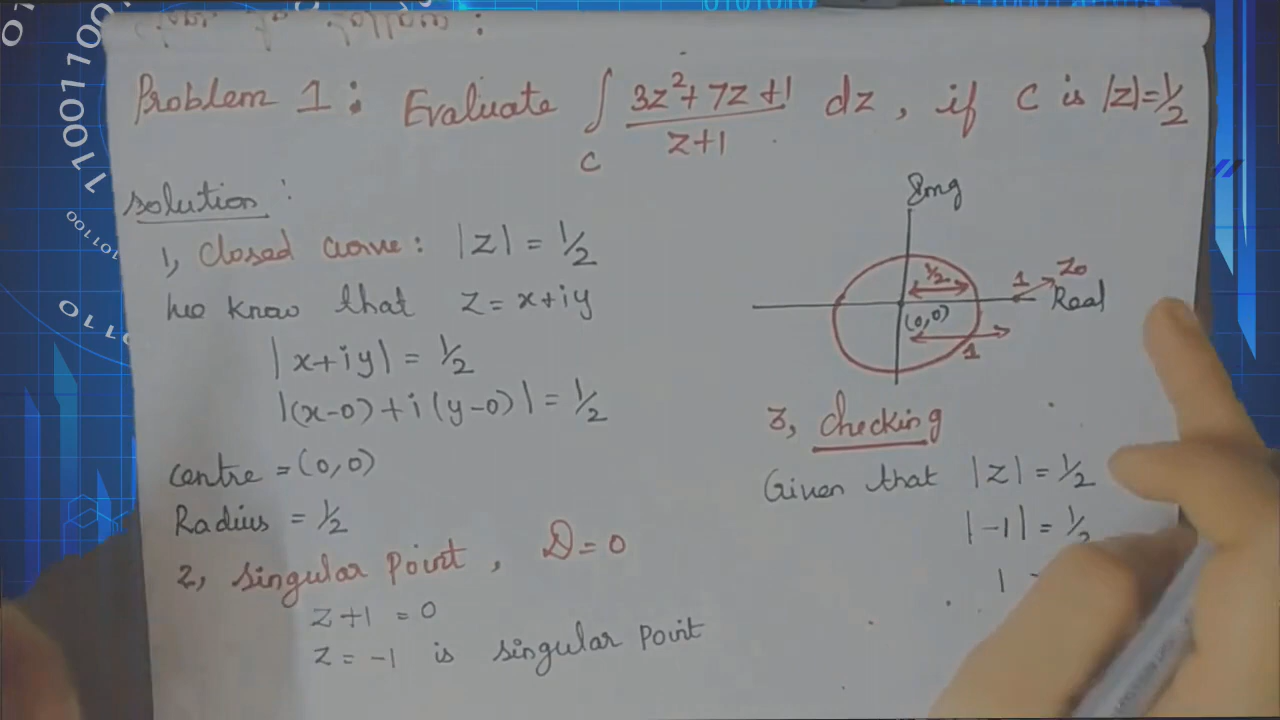 Problem 1: Evaluate ∫_C (3z²+7z+1)/(z+1) dz, if C is |z|=1/2
Solution:
1, closed curve: |z| = 1/2
We know that z = x+iy
|x+iy| = 1/2
|(x-0)+i(y-0)| = 1/2
centre = (0,0)
Radius = 1/2
2, singular point, D=0
z+1 = 0
z = -1 is singular point
Img
1/2
1
z₀
Real
(0,0)
1
3, checking
Given that |z| = 1/2
|-1| = 1/2
1